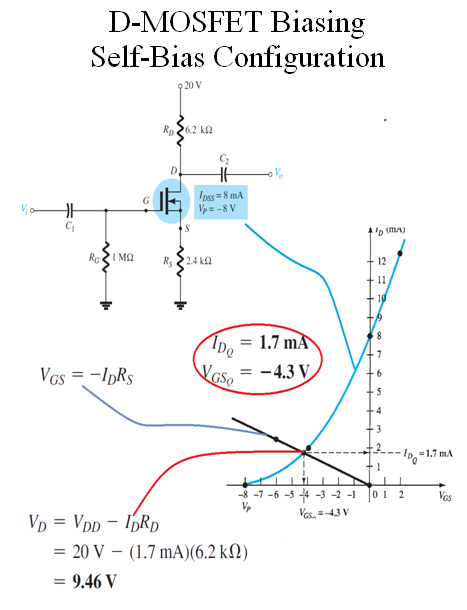 D-MOSFET Biasing
Self-Bias Configuration
20 V
R_D 6.2 kΩ
C₂
D
V_o
I_DSS = 8 mA
V_P = −8 V
G
V_i
C₁
S
R_G 1 MΩ
R_S 2.4 kΩ
I_D (mA)
12
11
10
9
8
7
6
5
4
3
2
1
I_DQ = 1.7 mA
V_GSQ = −4.3 V
V_GS = −I_D R_S
I_DQ = 1.7 mA
−8 −7 −6 −5 −4 −3 −2 −1 0 1 2
V_P
V_GS
V_GS = −4.3 V
V_D = V_DD − I_D R_D
= 20 V − (1.7 mA)(6.2 kΩ)
= 9.46 V